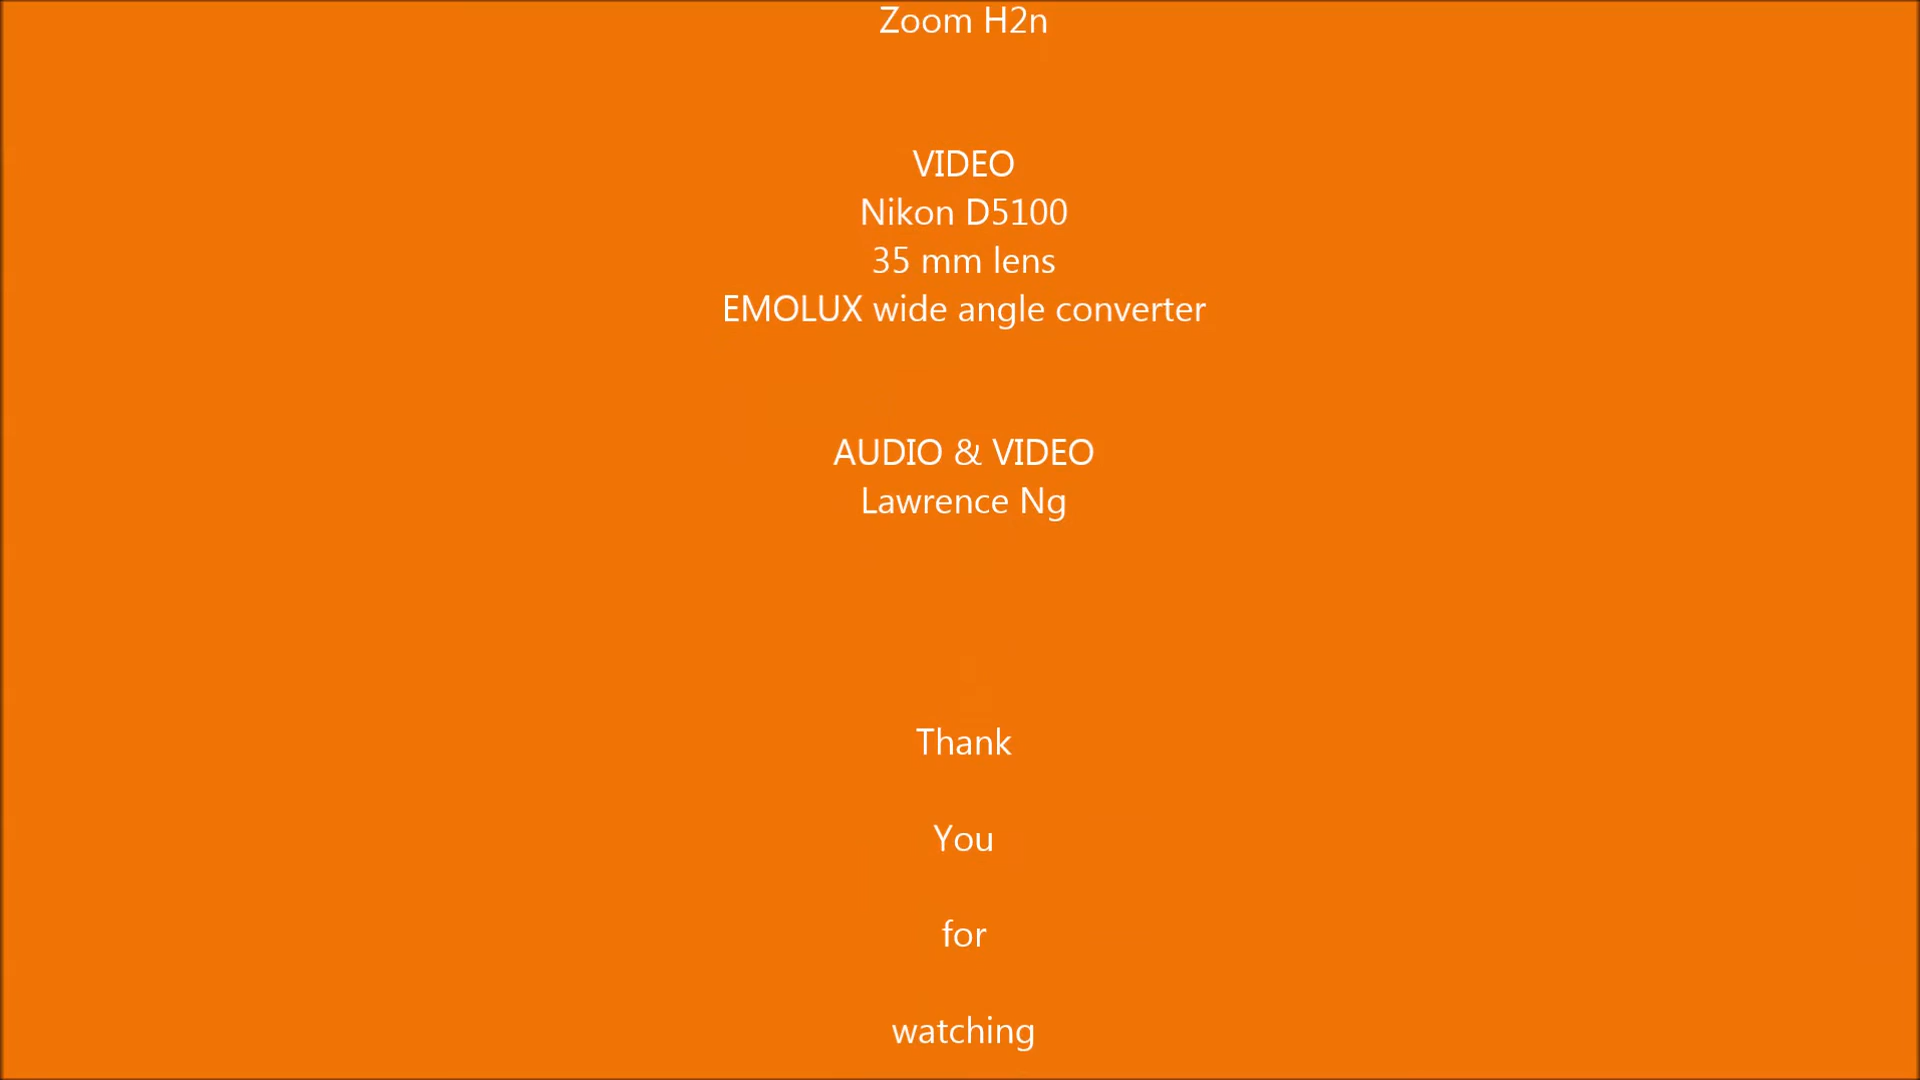 Zoom H2n
VIDEO
Nikon D5100
35 mm lens
EMOLUX wide angle converter
AUDIO & VIDEO
Lawrence Ng
Thank
You
for
watching